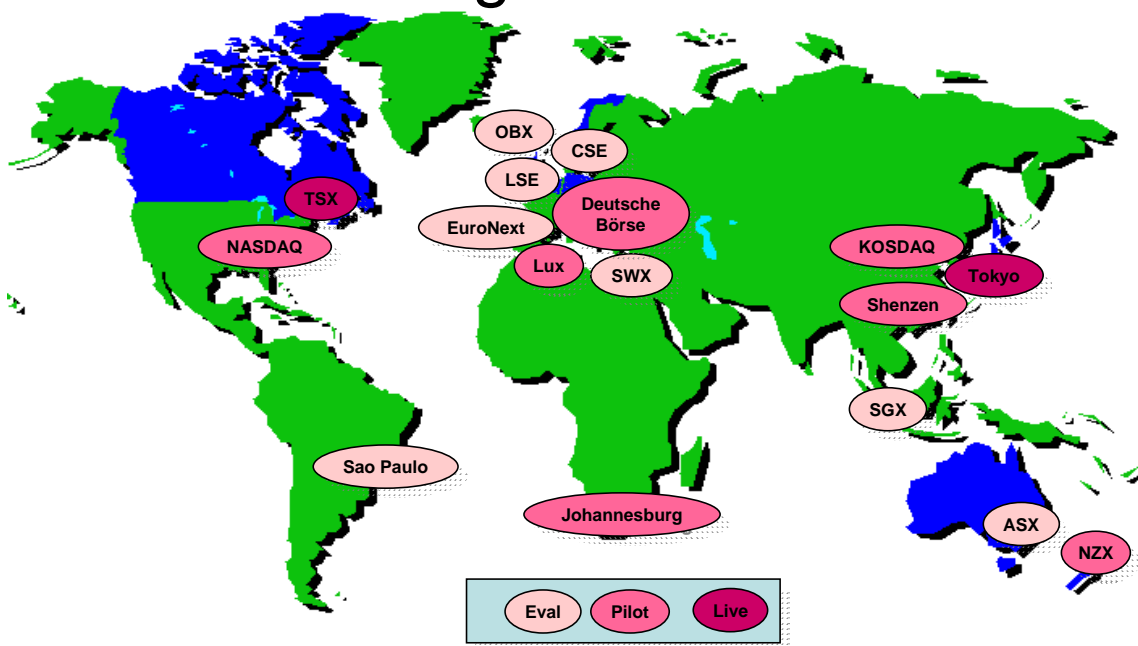 OBX
CSE
LSE
TSX
Deutsche
Börse
EuroNext
NASDAQ
KOSDAQ
Lux
SWX
Tokyo
Shenzen
SGX
Sao Paulo
Johannesburg
ASX
NZX
Eval
Pilot
Live